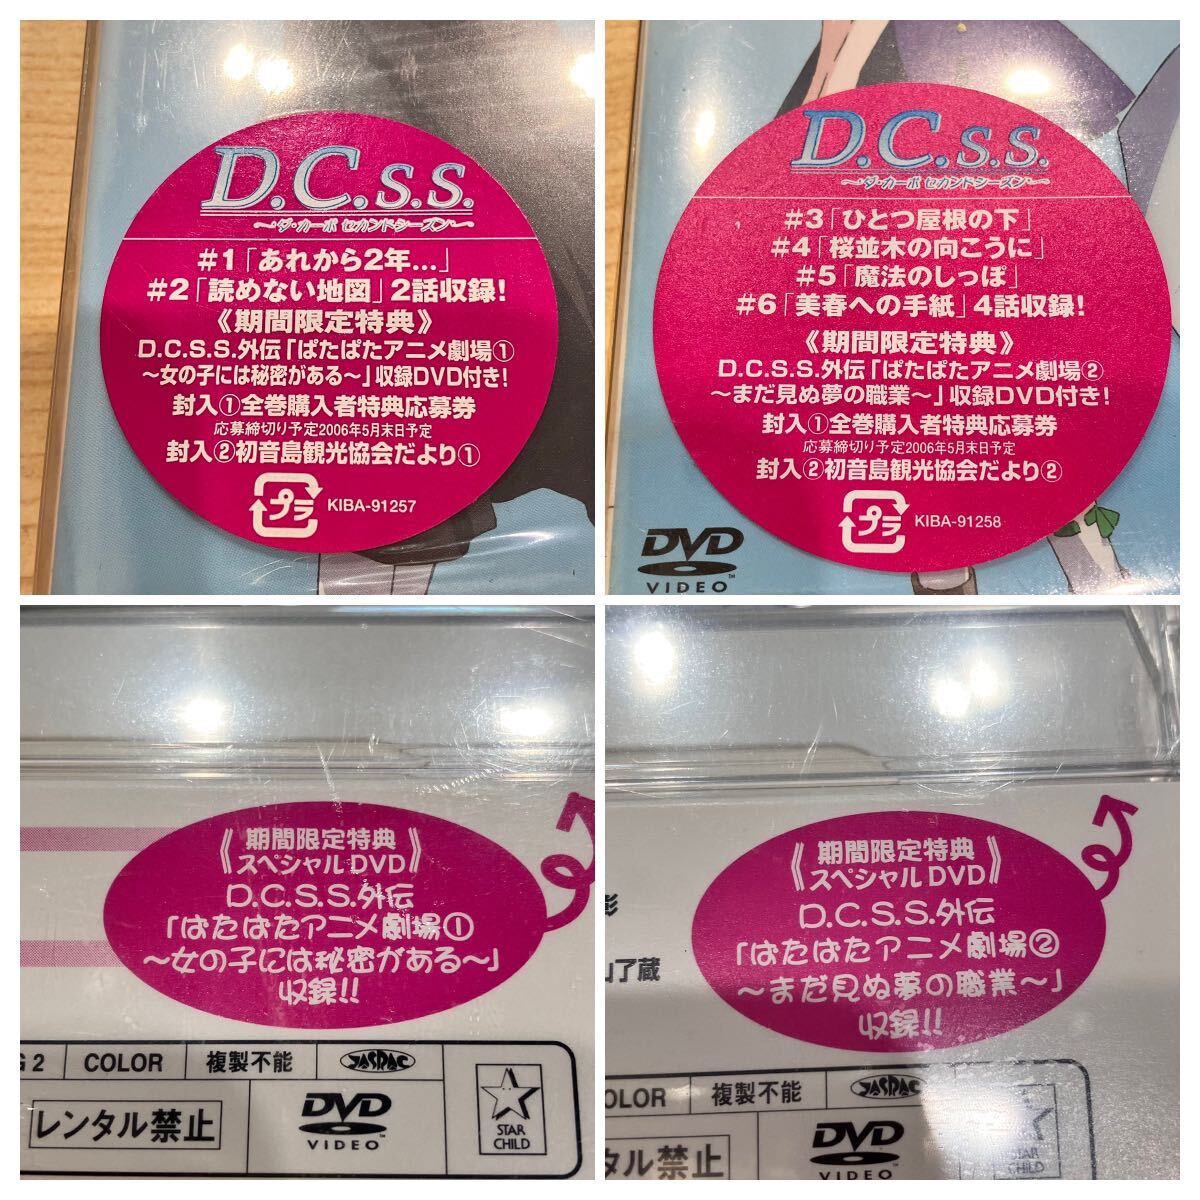 D.C.S.S.
～ダ・カーポ セカンドシーズン～
#1「あれから2年…」
#2「読めない地図」2話収録!
《期間限定特典》
D.C.S.S.外伝「ぱたぱたアニメ劇場①
～女の子には秘密がある～」収録DVD付き!
封入①全巻購入者特典応募券
応募締切り予定2006年5月末日予定
封入②初音島観光協会だより①
プラ
KIBA-91257
D.C.S.S.
～ダ・カーポ セカンドシーズン～
#3「ひとつ屋根の下」
#4「桜並木の向こうに」
#5「魔法のしっぽ」
#6「美春への手紙」4話収録!
《期間限定特典》
D.C.S.S.外伝「ぱたぱたアニメ劇場②
～まだ見ぬ夢の職業～」収録DVD付き!
封入①全巻購入者特典応募券
応募締切り予定2006年5月末日予定
封入②初音島観光協会だより②
プラ
KIBA-91258
DVD
VIDEO
TM
《期間限定特典
スペシャルDVD》
D.C.S.S.外伝
「ぱたぱたアニメ劇場①
～女の子には秘密がある～」
収録!!
G 2
COLOR
複製不能
JASRAC
レンタル禁止
DVD
VIDEO
TM
STAR
CHILD
《期間限定特典
スペシャルDVD》
D.C.S.S.外伝
「ぱたぱたアニメ劇場②
～まだ見ぬ夢の職業～」
収録!!
彰
山了蔵
OLOR
複製不能
JASRAC
タル禁止
DVD
VIDEO
STAR
CHILD